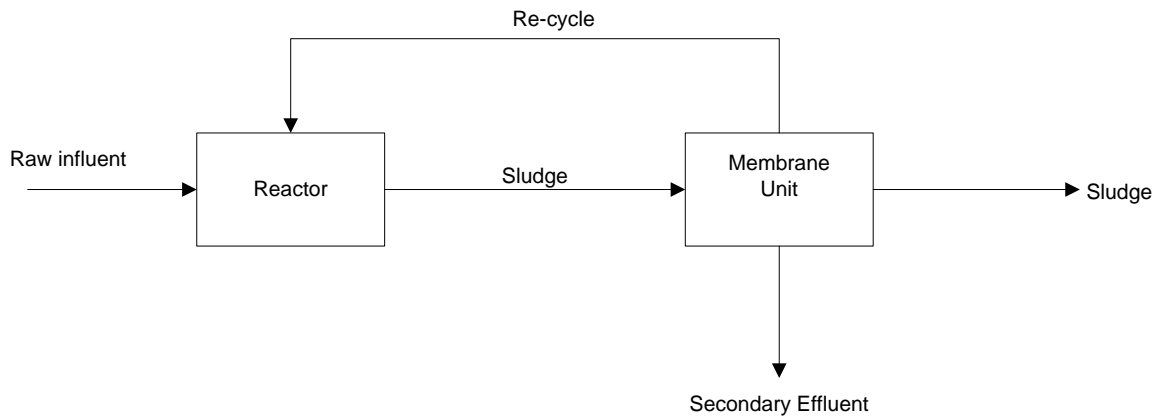 Re-cycle
Raw influent
Reactor
Sludge
Membrane
Unit
Sludge
Secondary Effluent